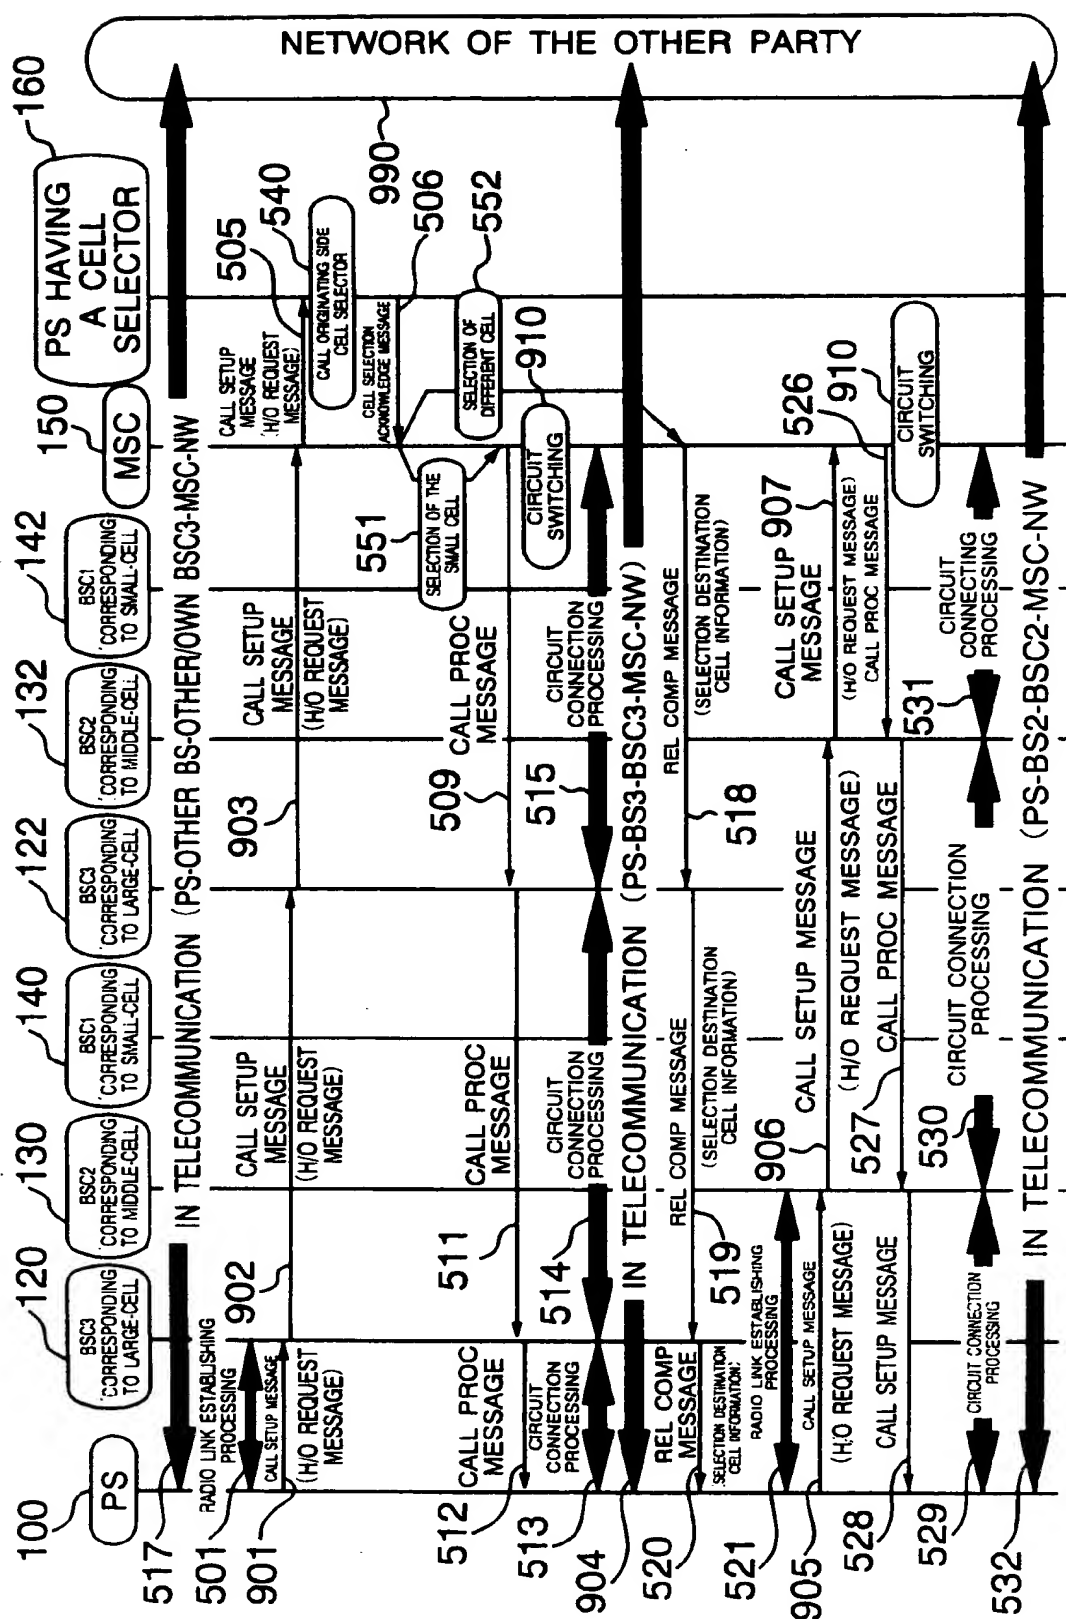 100
PS
120
BSC3
(CORRESPONDING
TO LARGE-CELL
130
BSC2
(CORRESPONDING
TO MIDDLE-CELL
140
BSC1
(CORRESPONDING
TO SMALL-CELL
122
BSC3
(CORRESPONDING
TO LARGE-CELL
132
BSC2
(CORRESPONDING
TO MIDDLE-CELL
142
BSC1
(CORRESPONDING
TO SMALL-CELL
150
MSC
160
PS HAVING
A CELL
SELECTOR
NETWORK OF THE OTHER PARTY
990
517
IN TELECOMMUNICATION (PS-OTHER BS-OTHER/OWN BSC3-MSC-NW)
501
RADIO LINK ESTABLISHING
PROCESSING
901
CALL SETUP MESSAGE
(H/O REQUEST
MESSAGE)
902
CALL SETUP
MESSAGE
(H/O REQUEST
MESSAGE)
903
CALL SETUP
MESSAGE
(H/O REQUEST
MESSAGE)
CALL SETUP
MESSAGE
(H/O REQUEST
MESSAGE)
505
540
CALL ORIGINATING SIDE
CELL SELECTOR
CELL SELECTION
ACKNOWLEDGE MESSAGE
506
551
SELECTION OF THE
SMALL CELL
SELECTION OF
DIFFERENT CELL
552
509
CALL PROC
MESSAGE
511
CALL PROC
MESSAGE
512
CALL PROC
MESSAGE
CIRCUIT
SWITCHING
910
513
CIRCUIT
CONNECTION
PROCESSING
514
CIRCUIT
CONNECTION
PROCESSING
515
CIRCUIT
CONNECTION
PROCESSING
904
IN TELECOMMUNICATION (PS-BS3-BSC3-MSC-NW)
518
REL COMP MESSAGE
(SELECTION DESTINATION
CELL INFORMATION)
519
REL COMP MESSAGE
(SELECTION DESTINATION
CELL INFORMATION)
520
REL COMP
MESSAGE
(SELECTION DESTINATION
CELL INFORMATION)
521
RADIO LINK ESTABLISHING
PROCESSING
905
CALL SETUP MESSAGE
(H/O REQUEST MESSAGE)
906
CALL SETUP MESSAGE
(H/O REQUEST MESSAGE)
907
CALL SETUP
MESSAGE
(H/O REQUEST MESSAGE)
526
CALL PROC MESSAGE
527
CALL PROC MESSAGE
528
CALL SETUP MESSAGE
CIRCUIT
SWITCHING
910
529
CIRCUIT CONNECTION
PROCESSING
530
CIRCUIT CONNECTION
PROCESSING
531
CIRCUIT
CONNECTING
PROCESSING
532
IN TELECOMMUNICATION (PS-BS2-BSC2-MSC-NW)